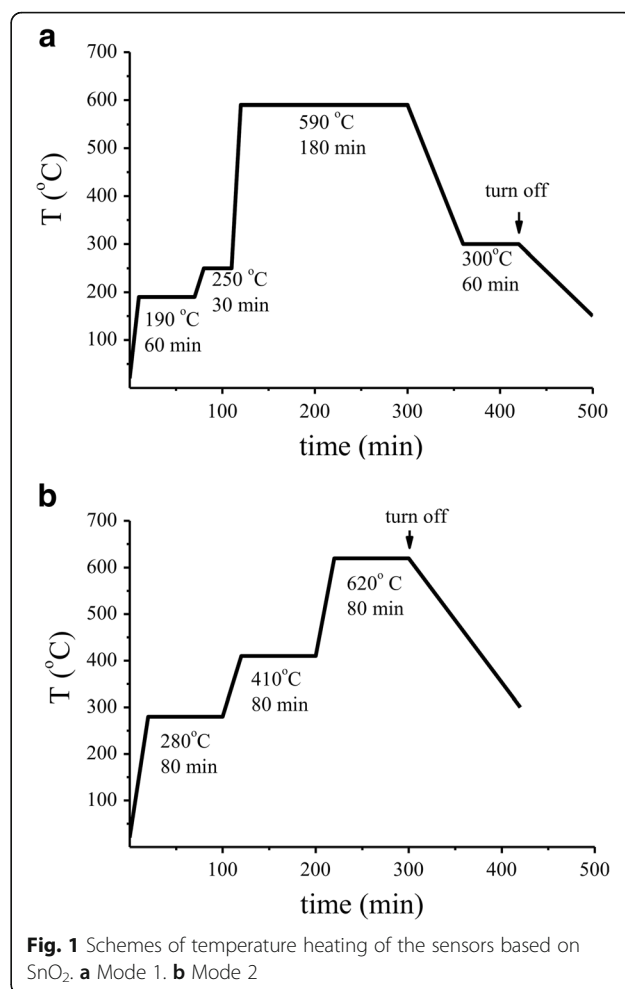 a
700
600
500
400
300
200
100
T (°C)
590 °C
180 min
turn off
250 °C
30 min
300°C
60 min
190 °C
60 min
100
200
300
400
500
time (min)
b
700
600
500
400
300
200
100
T (°C)
turn off
620° C
80 min
410°C
80 min
280°C
80 min
100
200
300
400
500
time (min)
Fig. 1 Schemes of temperature heating of the sensors based on
SnO₂. a Mode 1. b Mode 2